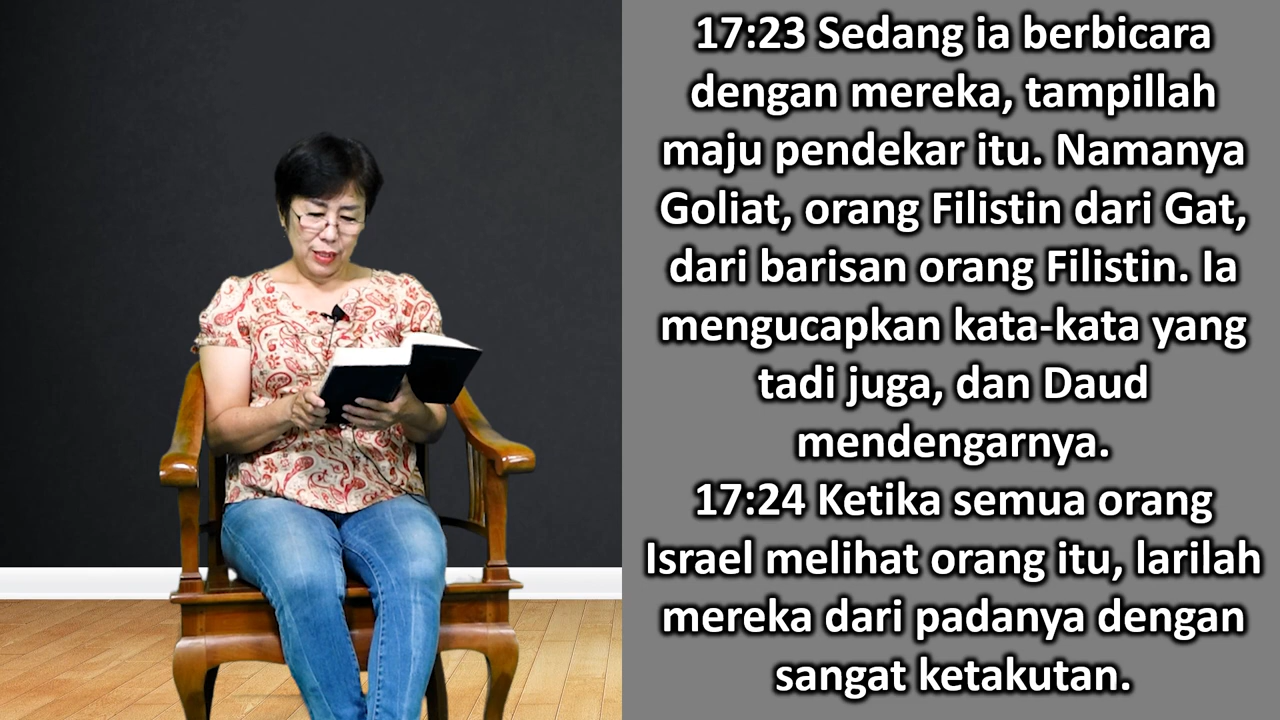 17:23 Sedang ia berbicara
dengan mereka, tampillah
maju pendekar itu. Namanya
Goliat, orang Filistin dari Gat,
dari barisan orang Filistin. Ia
mengucapkan kata-kata yang
tadi juga, dan Daud
mendengarnya.
17:24 Ketika semua orang
Israel melihat orang itu, larilah
mereka dari padanya dengan
sangat ketakutan.